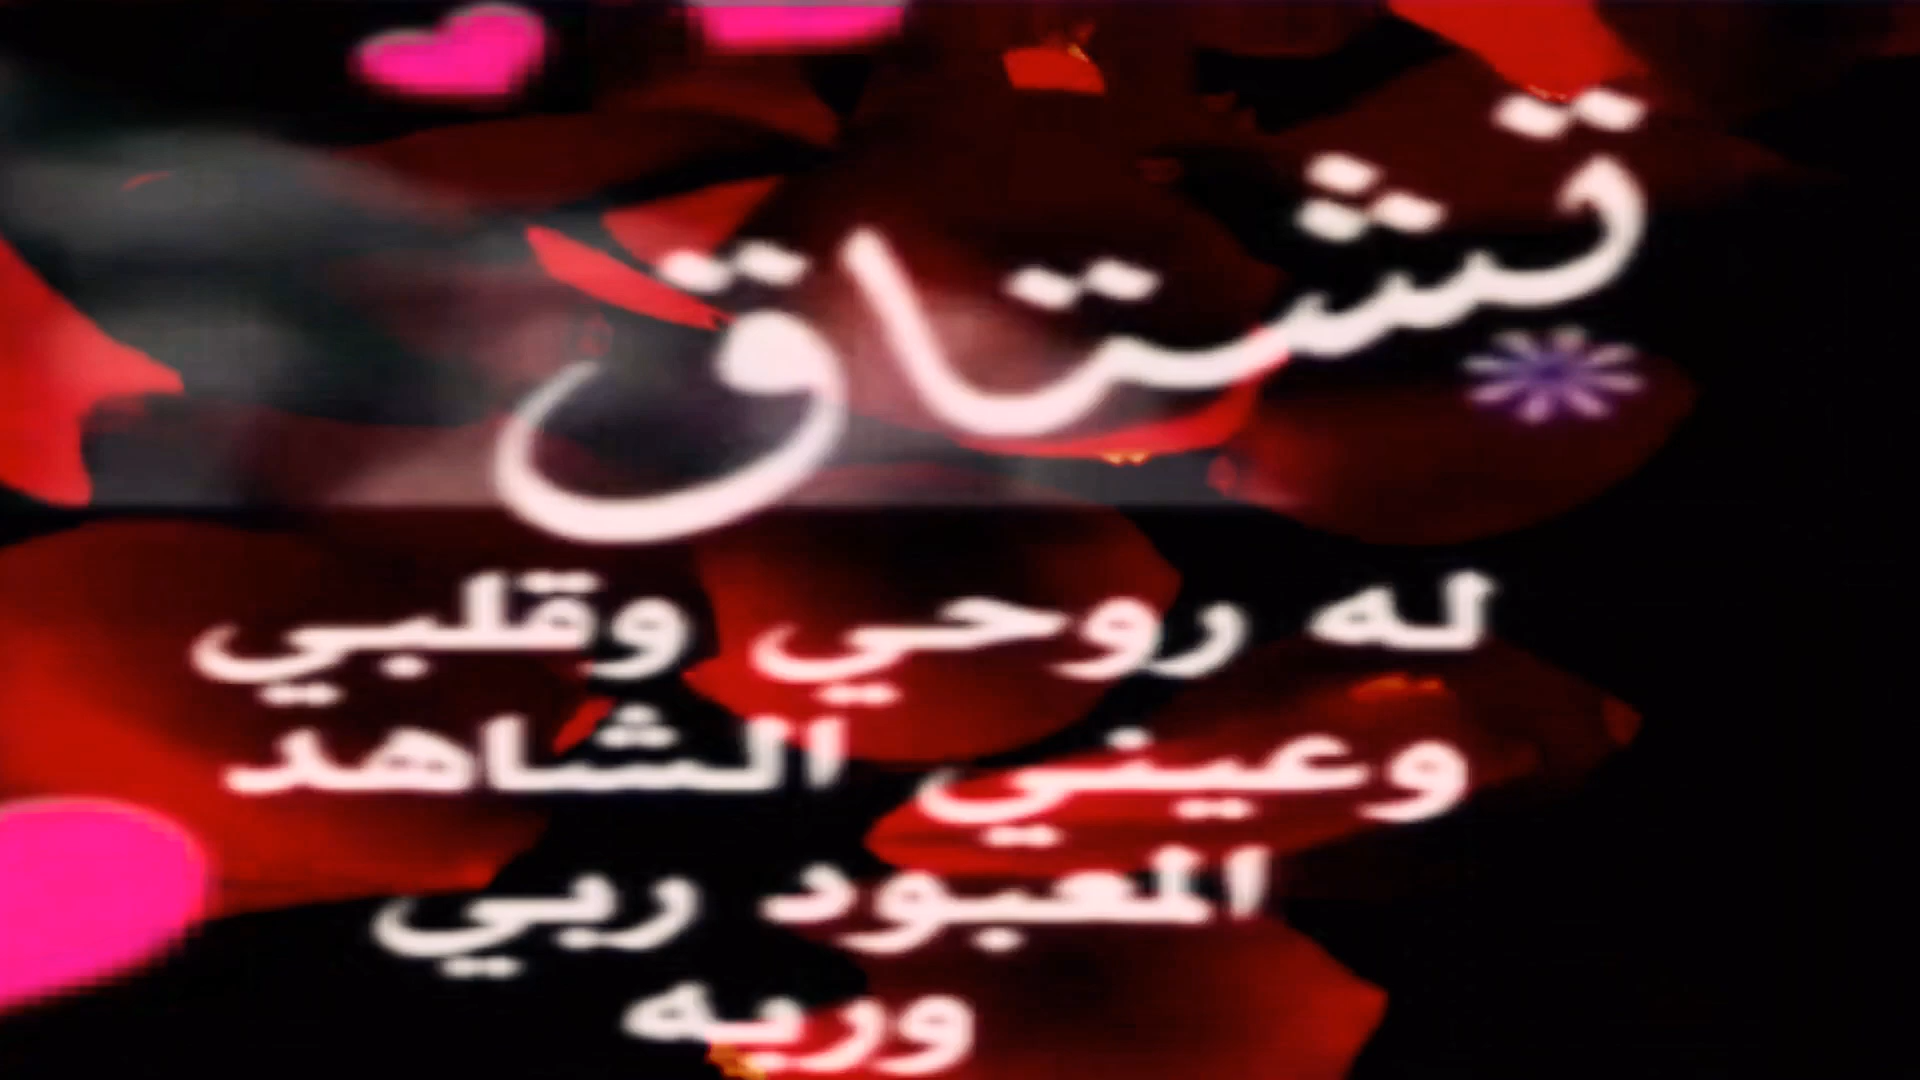 تشتاق
له روحي وقلبي
وعيني الشاهد
المعبود ربي
وربه